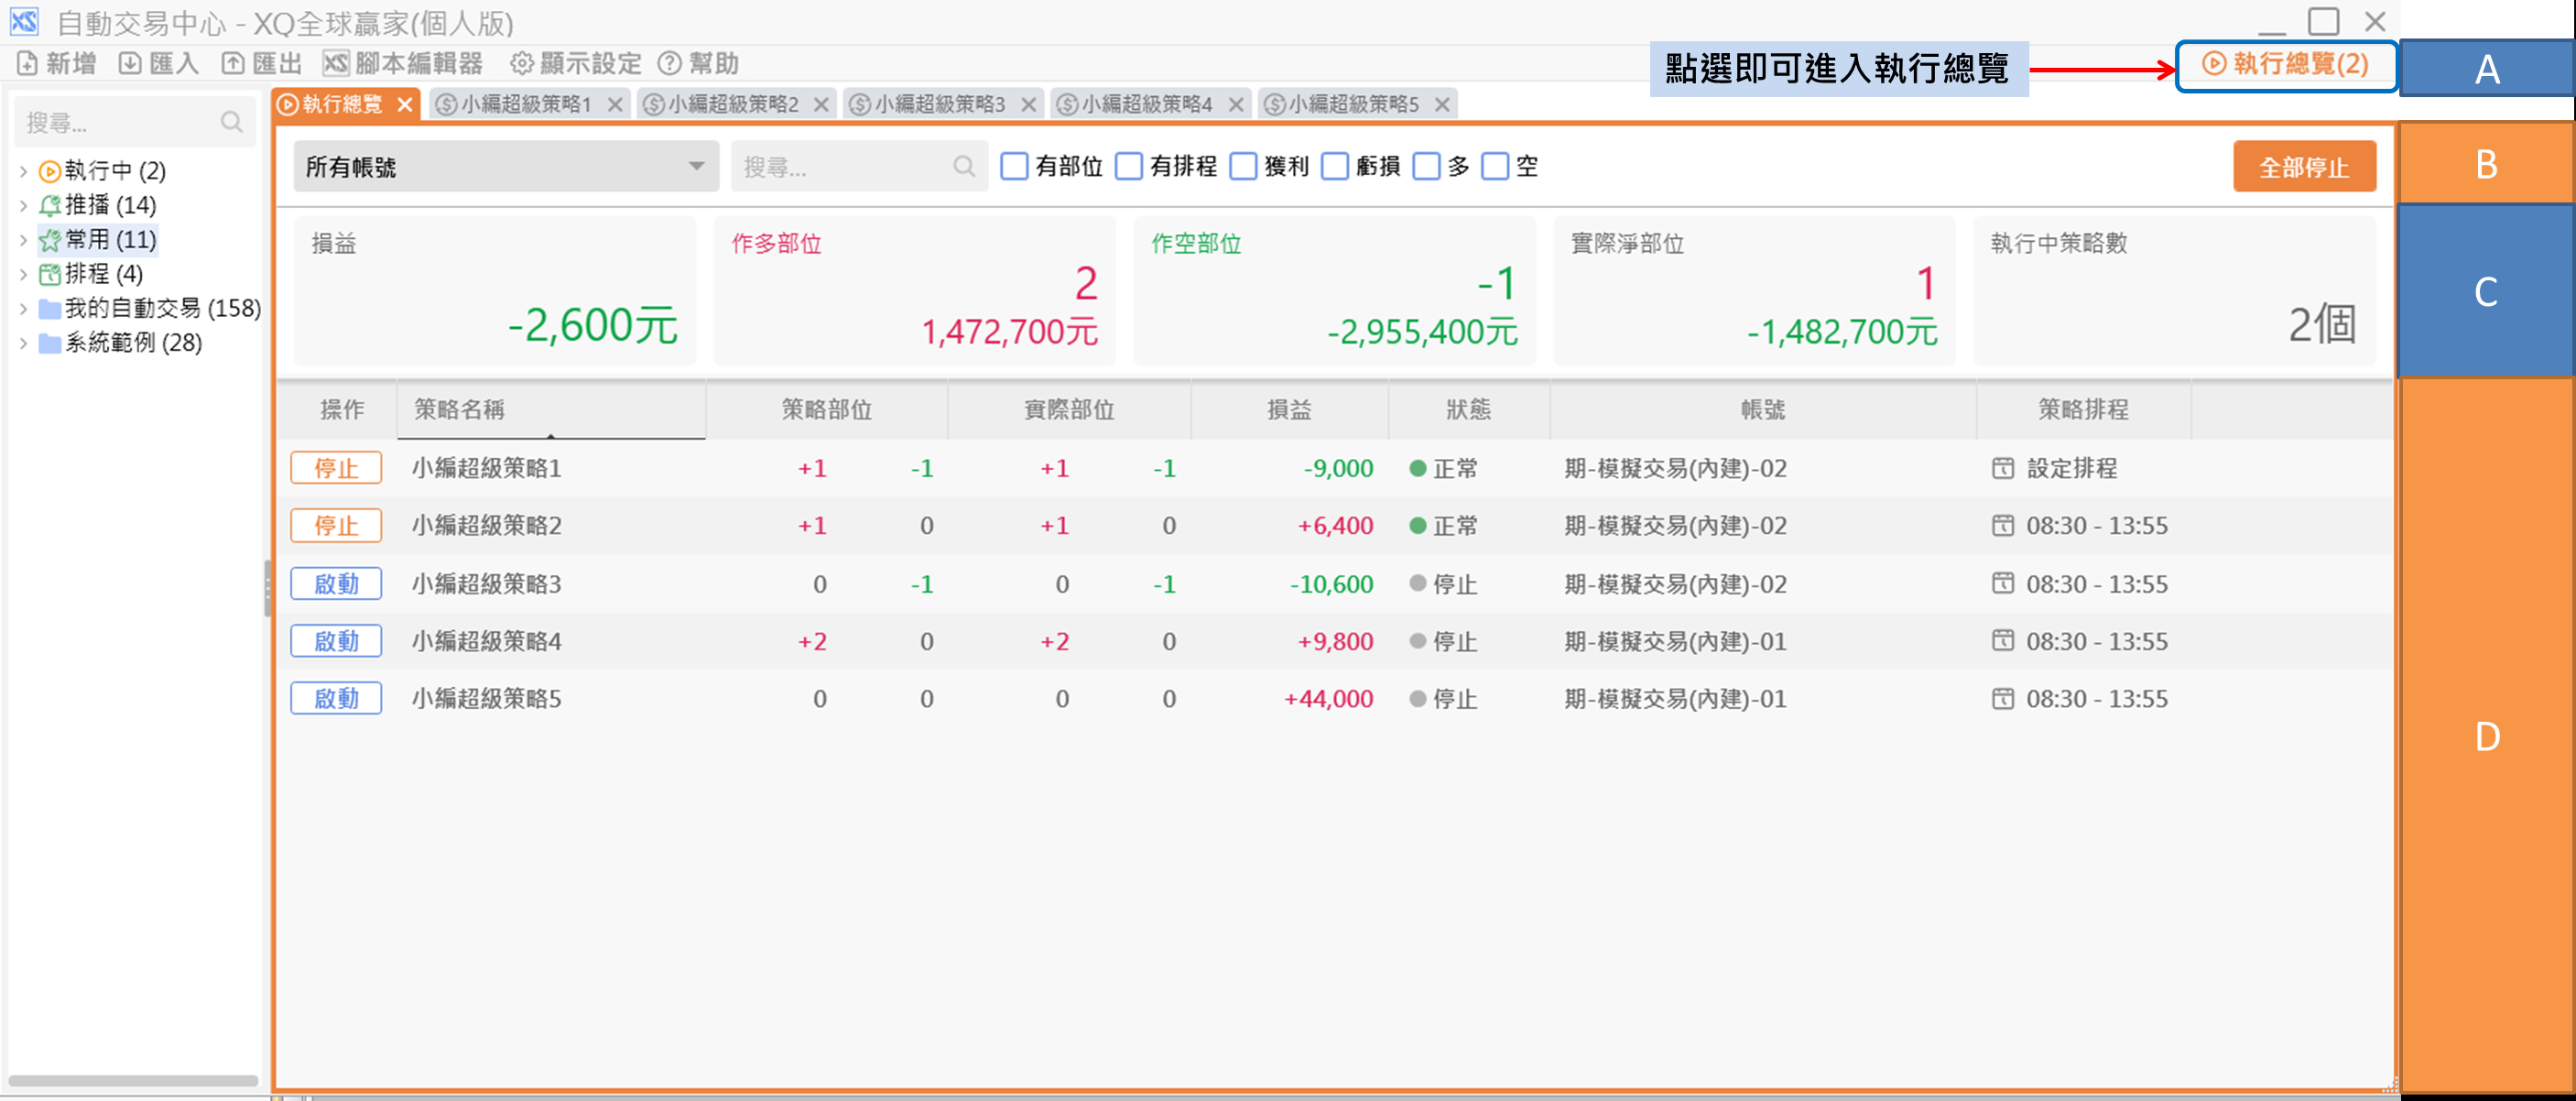 自動交易中心 - XQ全球贏家(個人版)
新增 匯入 匯出 XS 腳本編輯器 顯示設定 幫助
點選即可進入執行總覽
執行總覽(2)
A
搜尋...
執行中 (2)
推播 (14)
常用 (11)
排程 (4)
我的自動交易 (158)
系統範例 (28)
執行總覽 小編超級策略1 小編超級策略2 小編超級策略3 小編超級策略4 小編超級策略5
所有帳號 搜尋... 有部位 有排程 獲利 虧損 多 空 全部停止
B
損益
-2,600元
作多部位
2
1,472,700元
作空部位
-1
-2,955,400元
實際淨部位
1
-1,482,700元
執行中策略數
2個
C
操作 策略名稱 策略部位 實際部位 損益 狀態 帳號 策略排程
停止 小編超級策略1 +1 -1 +1 -1 -9,000 正常 期-模擬交易(內建)-02 設定排程
停止 小編超級策略2 +1 0 +1 0 +6,400 正常 期-模擬交易(內建)-02 08:30 - 13:55
啟動 小編超級策略3 0 -1 0 -1 -10,600 停止 期-模擬交易(內建)-02 08:30 - 13:55
啟動 小編超級策略4 +2 0 +2 0 +9,800 停止 期-模擬交易(內建)-01 08:30 - 13:55
啟動 小編超級策略5 0 0 0 0 +44,000 停止 期-模擬交易(內建)-01 08:30 - 13:55
D